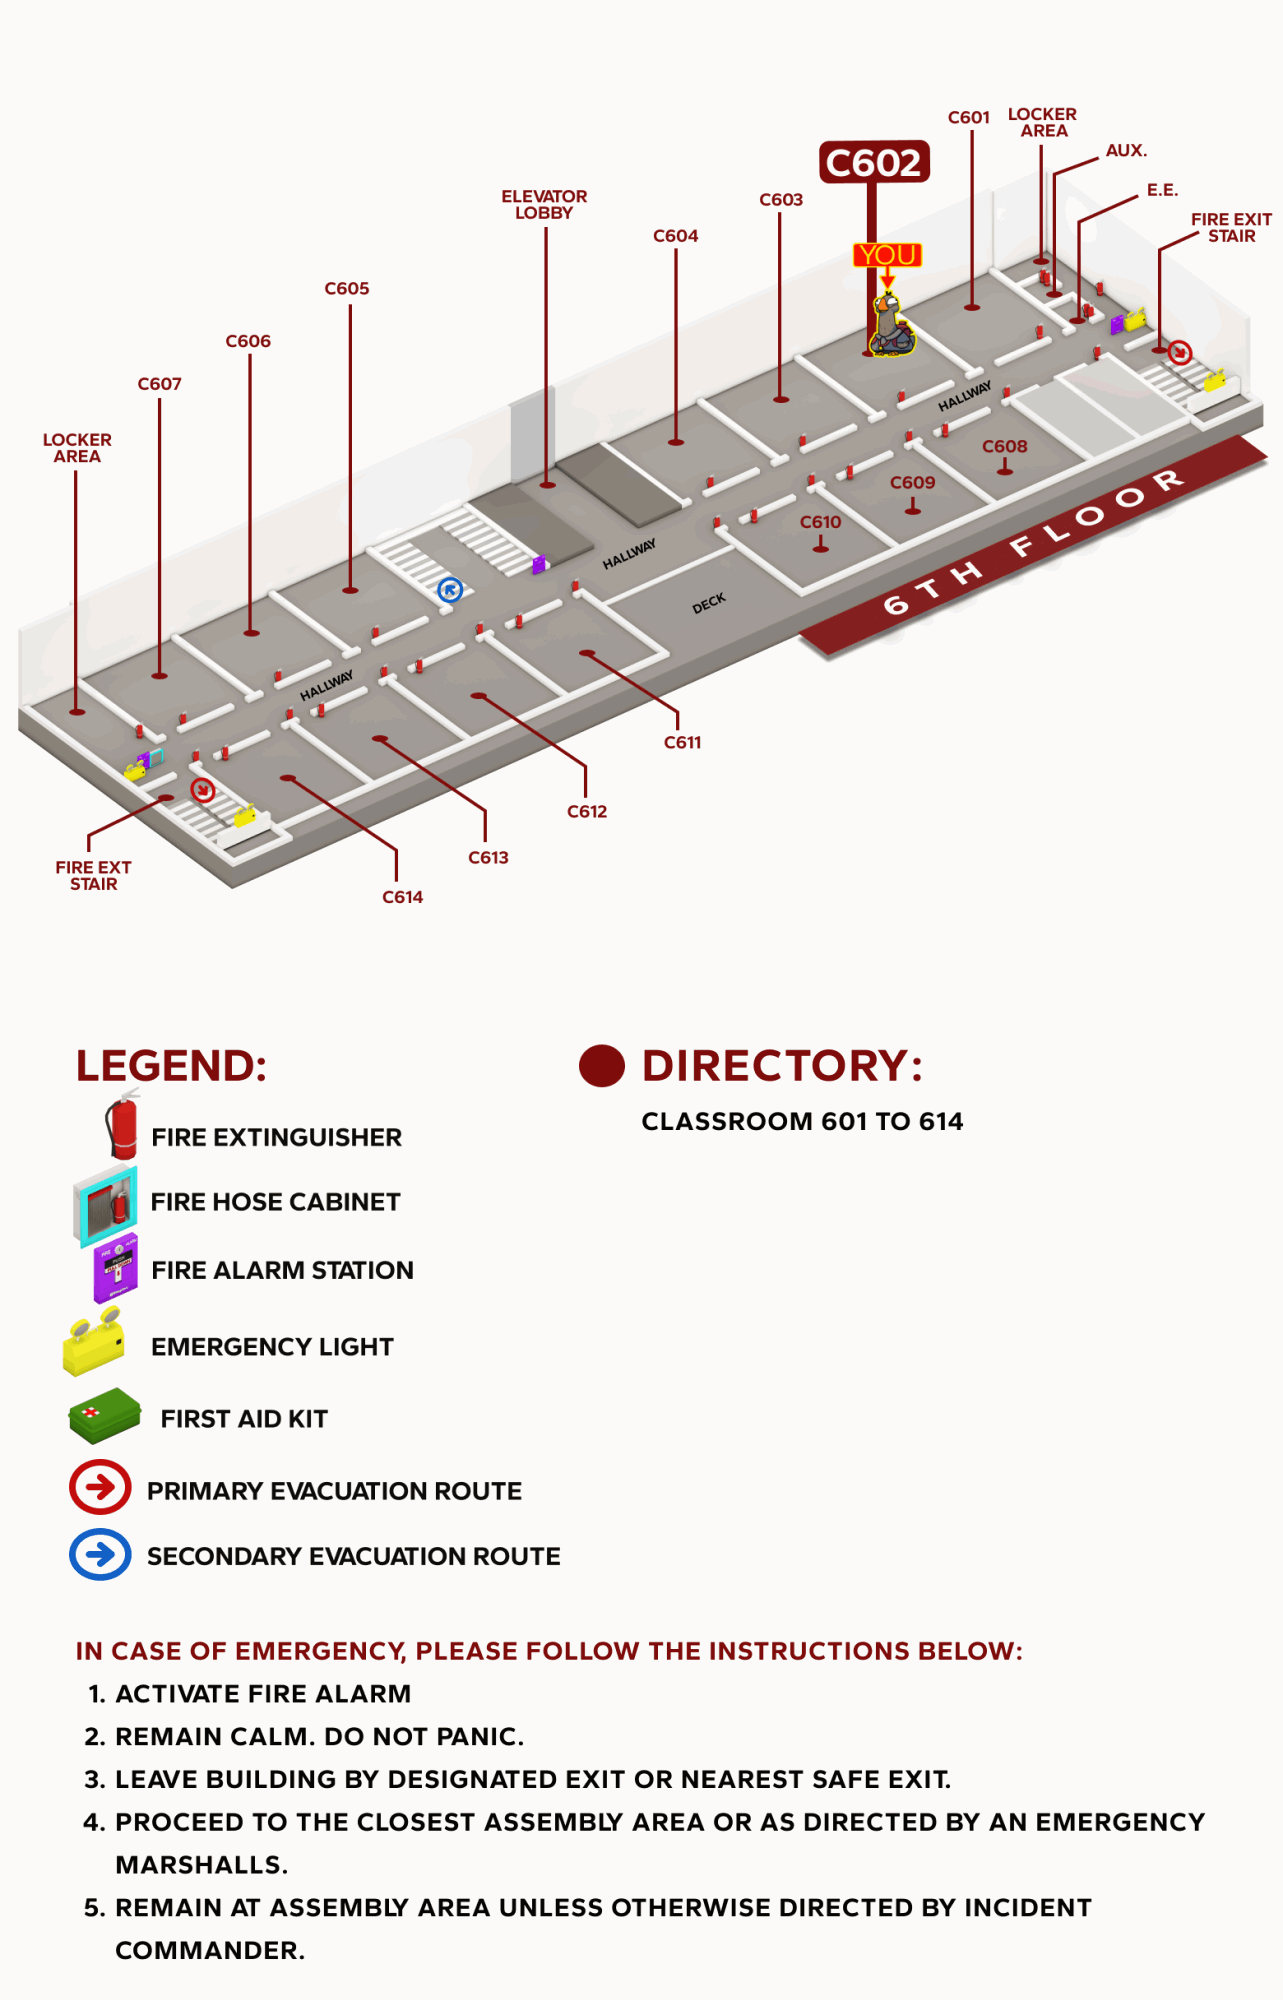 C601
LOCKER
AREA
AUX.
C602
E.E.
ELEVATOR
LOBBY
C603
FIRE EXIT
STAIR
C604
YOU
C605
C606
C607
LOCKER
AREA
HALLWAY
C608
C609
C610
6TH FLOOR
HALLWAY
DECK
HALLWAY
C611
C612
C613
FIRE EXT
STAIR
C614
LEGEND:
FIRE EXTINGUISHER
FIRE HOSE CABINET
FIRE ALARM STATION
EMERGENCY LIGHT
FIRST AID KIT
PRIMARY EVACUATION ROUTE
SECONDARY EVACUATION ROUTE
DIRECTORY:
CLASSROOM 601 TO 614
IN CASE OF EMERGENCY, PLEASE FOLLOW THE INSTRUCTIONS BELOW:
1. ACTIVATE FIRE ALARM
2. REMAIN CALM. DO NOT PANIC.
3. LEAVE BUILDING BY DESIGNATED EXIT OR NEAREST SAFE EXIT.
4. PROCEED TO THE CLOSEST ASSEMBLY AREA OR AS DIRECTED BY AN EMERGENCY
MARSHALLS.
5. REMAIN AT ASSEMBLY AREA UNLESS OTHERWISE DIRECTED BY INCIDENT
COMMANDER.